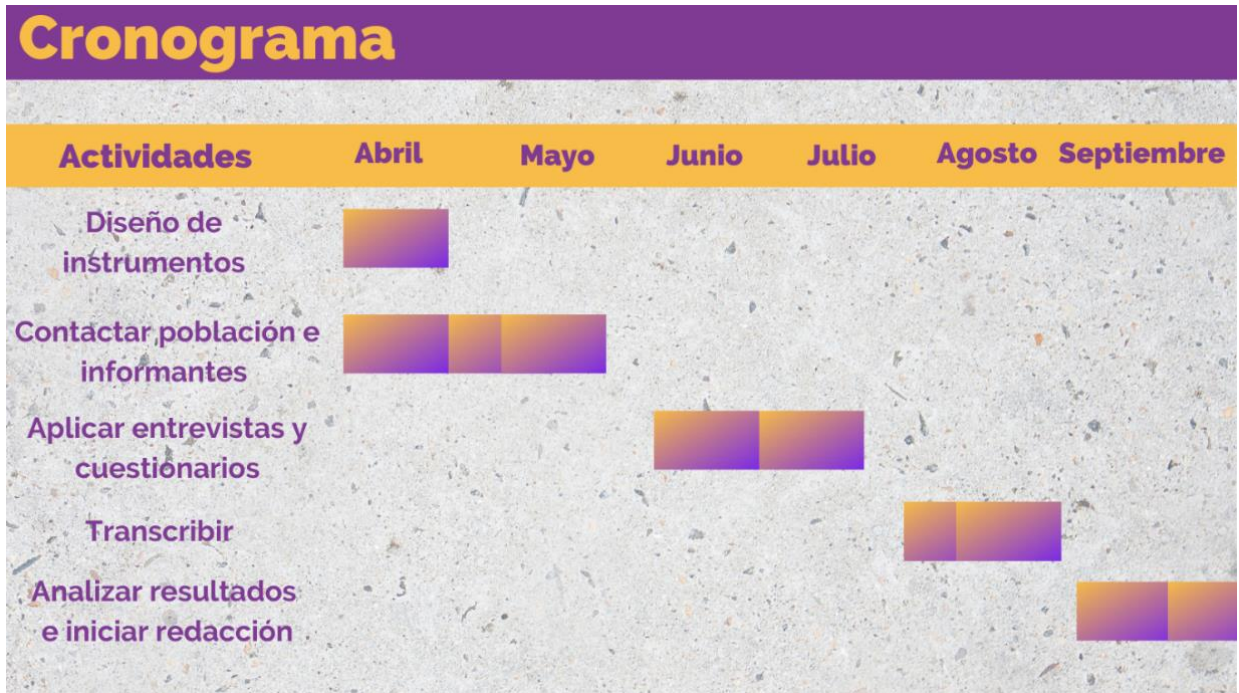 Cronograma
Actividades Abril Mayo Junio Julio Agosto Septiembre
Diseño de
instrumentos
Contactar población e
informantes
Aplicar entrevistas y
cuestionarios
Transcribir
Analizar resultados
e iniciar redacción